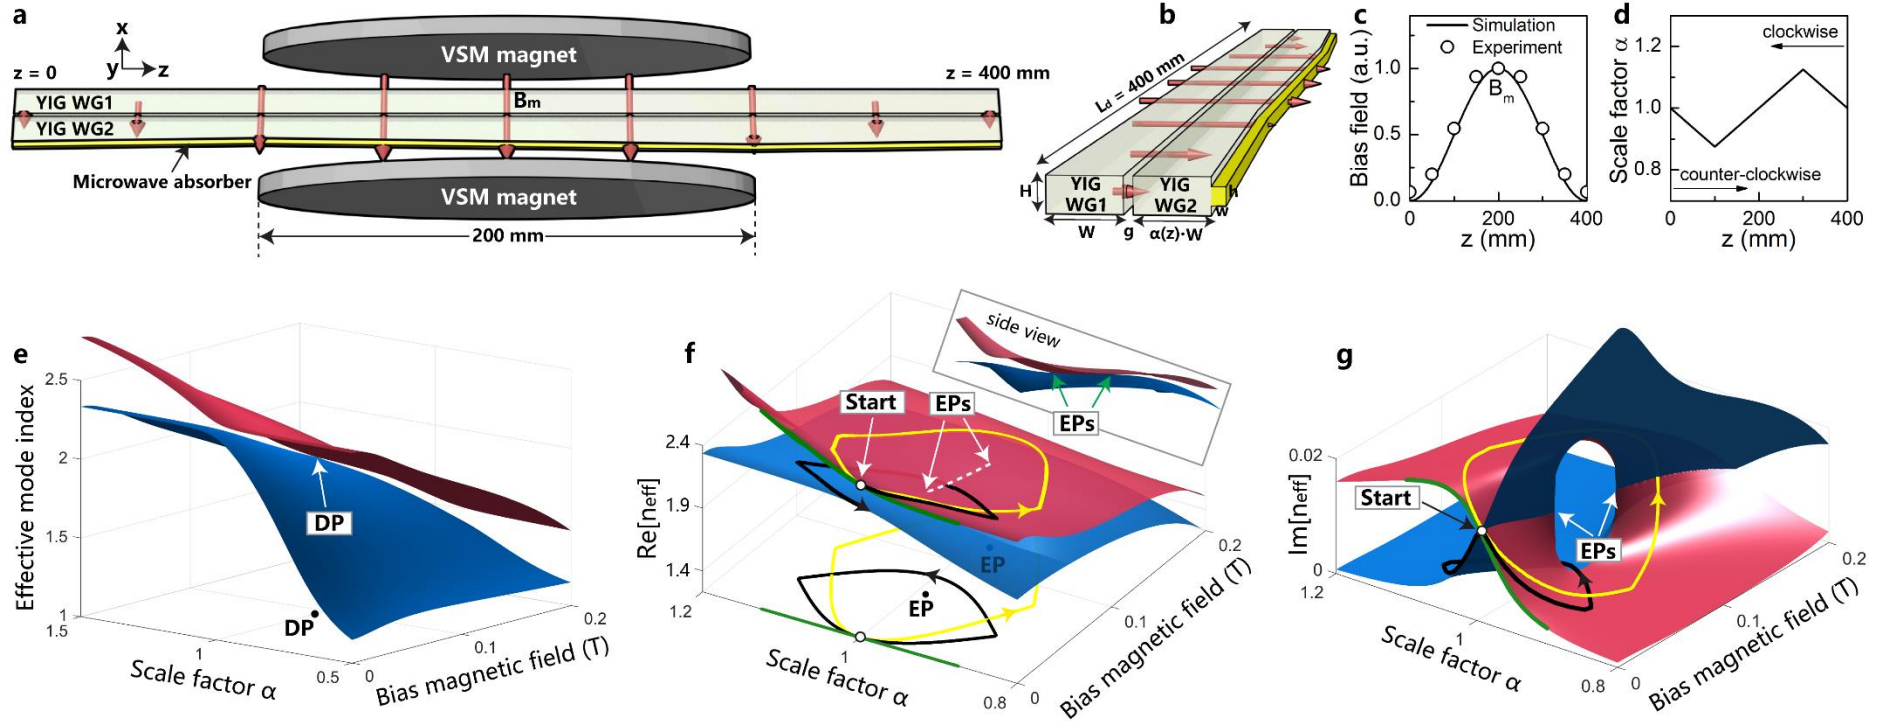 a
x
y
z
z = 0
VSM magnet
z = 400 mm
YIG WG1
Bm
YIG WG2
Microwave absorber
VSM magnet
200 mm
b
Ld = 400 mm
H
YIG
WG1
YIG
WG2
h
w
W
g
α(z)·W
c
Bias field (a.u.)
Simulation
Experiment
1.0
0.5
0.0
Bm
0
200
400
z (mm)
d
Scale factor α
1.2
1.0
0.8
clockwise
counter-clockwise
0
200
400
z (mm)
e
Effective mode index
2.5
2
1.5
1
DP
DP
1.5
1
0.5
Scale factor α
0
0.1
0.2
Bias magnetic field (T)
f
side view
EPs
Start
EPs
Re[neff]
2.4
1.9
1.4
EP
EP
1.2
1
0.8
Scale factor α
0
0.1
0.2
Bias magnetic field (T)
g
Im[neff]
0.02
0
Start
EPs
1.2
1
0.8
Scale factor α
0
0.1
0.2
Bias magnetic field (T)